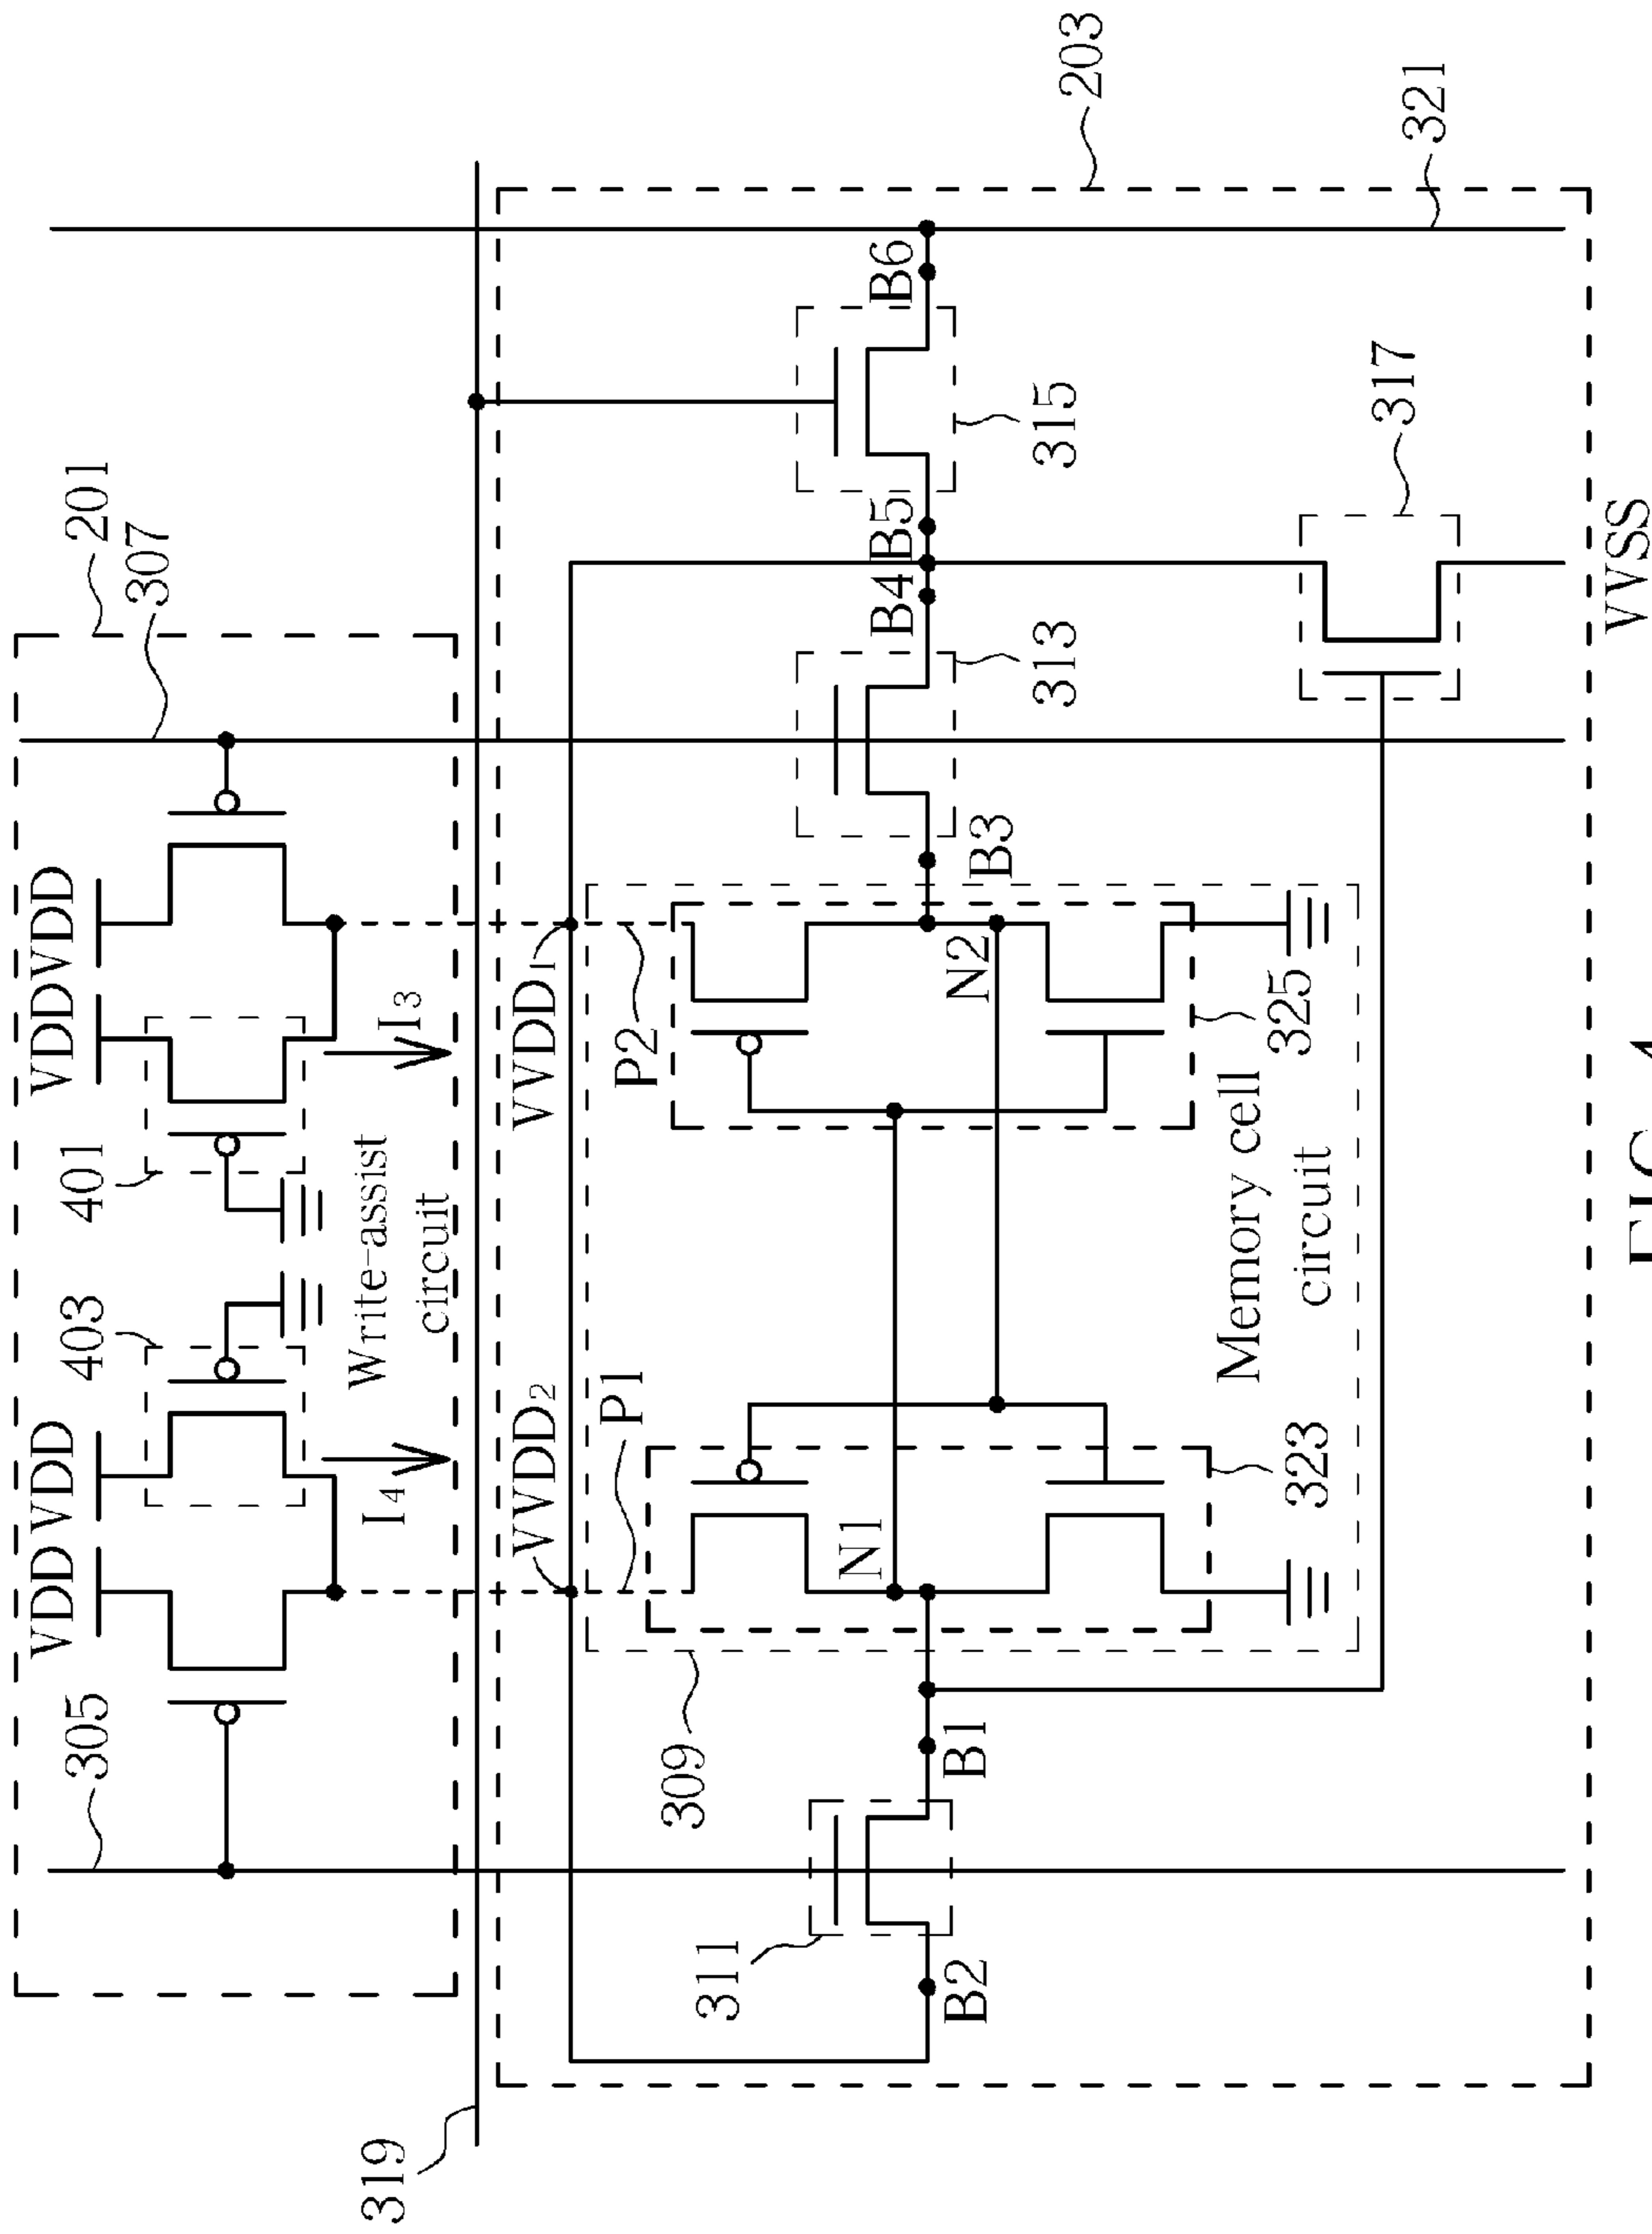 VDD VDD
VDD VDD
305
403
401
201
307
319
I4
Write-assist
circuit
I3
VVDD2
VVDD1
P1
P2
309
311
N1
B4
B5
B6
B2
B1
N2
B3
313
315
203
Memory cell
circuit
323
325
317
321
VVSS
FIG. 4